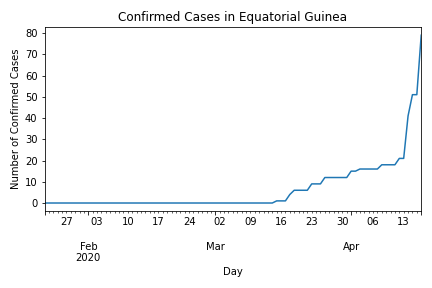 Confirmed Cases in Equatorial Guinea
Number of Confirmed Cases
80
70
60
50
40
30
20
10
0
27 03 10 17 24 02 09 16 23 30 06 13
Feb Mar Apr
2020
Day